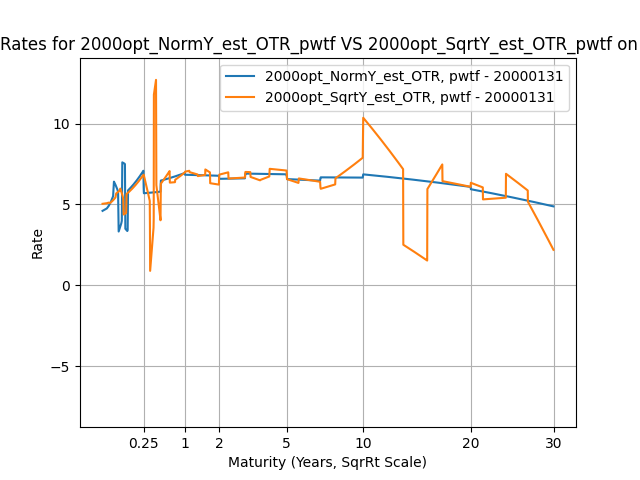 Rates for 2000opt_NormY_est_OTR_pwtf VS 2000opt_SqrtY_est_OTR_pwtf on
2000opt_NormY_est_OTR, pwtf - 20000131
2000opt_SqrtY_est_OTR, pwtf - 20000131
10
5
0
−5
Rate
0.25 1 2 5 10 20 30
Maturity (Years, SqrRt Scale)